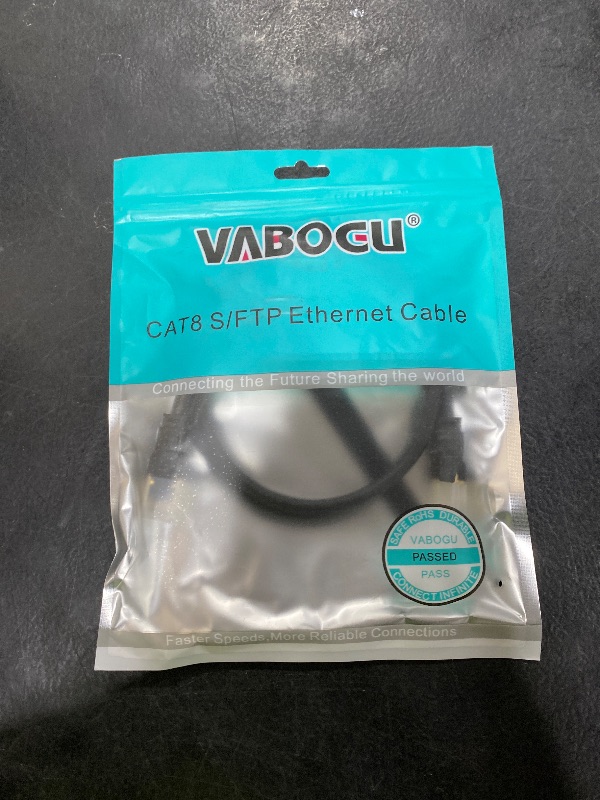 VABOGU®
CAT8 S/FTP Ethernet Cable
Connecting the Future Sharing the world
SAFE RoHS DURABLE
VABOGU
PASSED
PASS
CONNECT INFINITE
Faster Speeds,More Reliable Connections